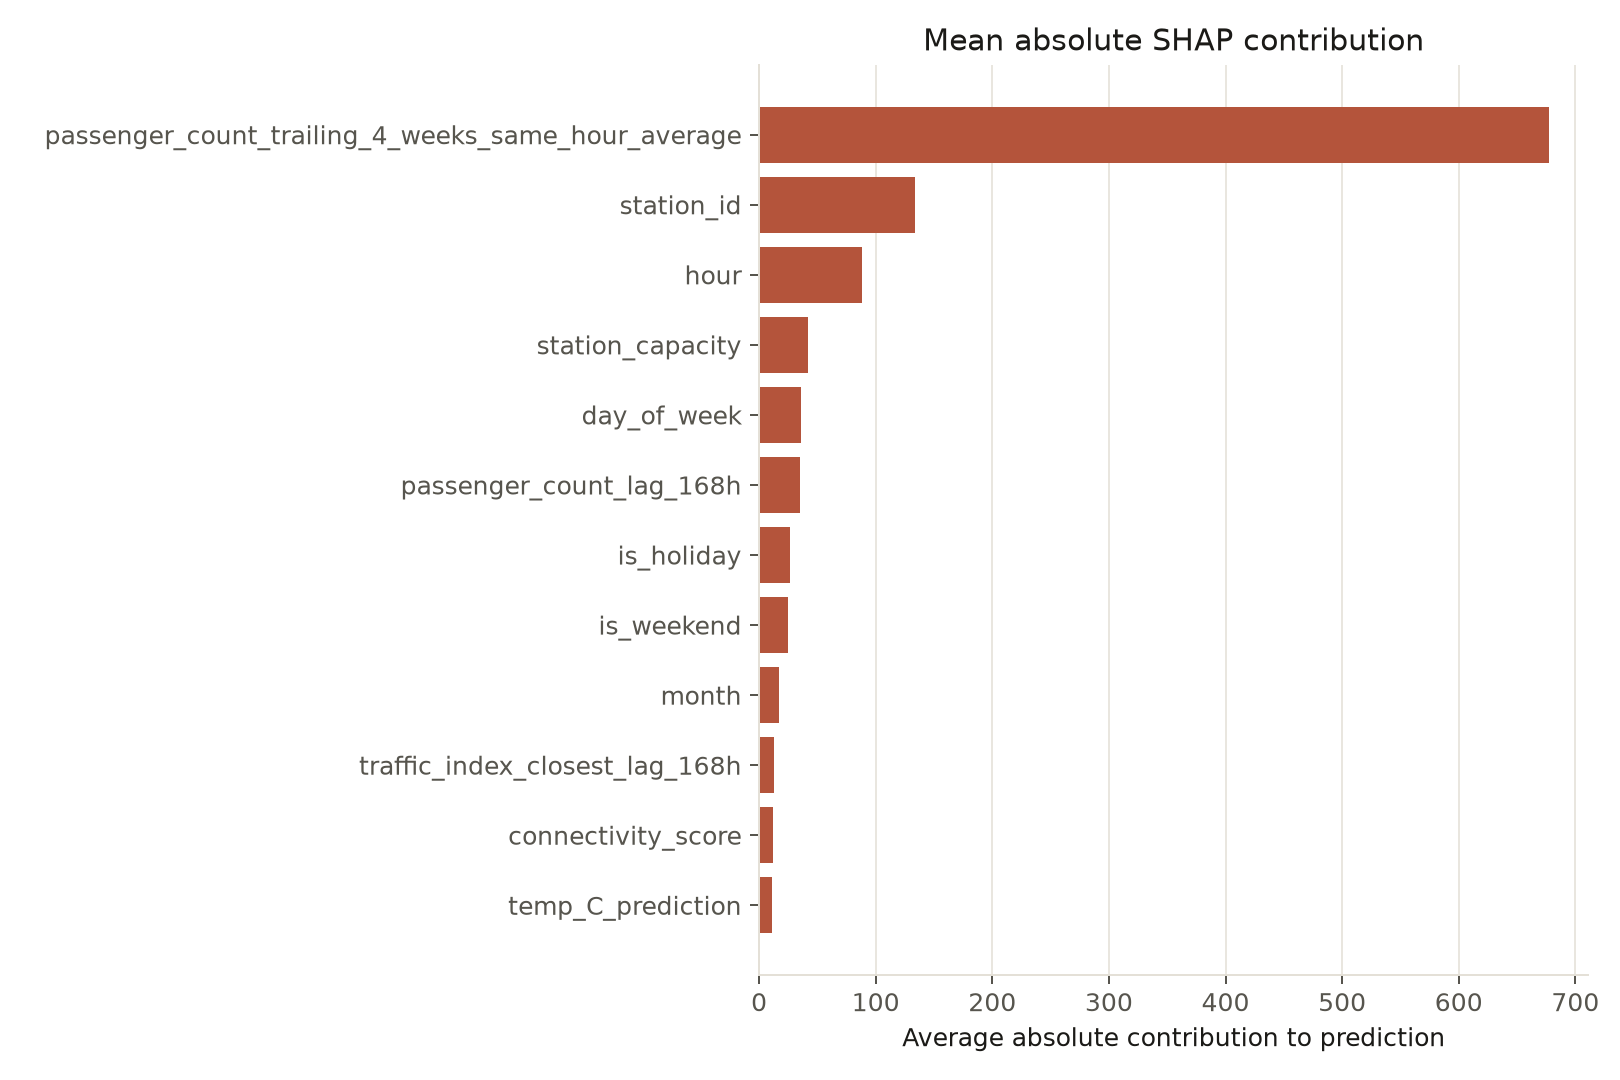 Mean absolute SHAP contribution
passenger_count_trailing_4_weeks_same_hour_average
station_id
hour
station_capacity
day_of_week
passenger_count_lag_168h
is_holiday
is_weekend
month
traffic_index_closest_lag_168h
connectivity_score
temp_C_prediction
0 100 200 300 400 500 600 700
Average absolute contribution to prediction